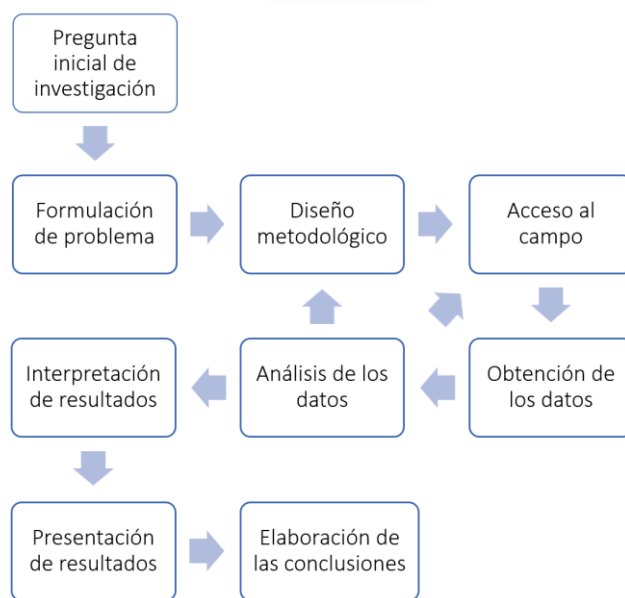 Pregunta
inicial de
investigación
Formulación
de problema
Diseño
metodológico
Acceso al
campo
Interpretación
de resultados
Análisis de los
datos
Obtención de
los datos
Presentación
de resultados
Elaboración de
las conclusiones